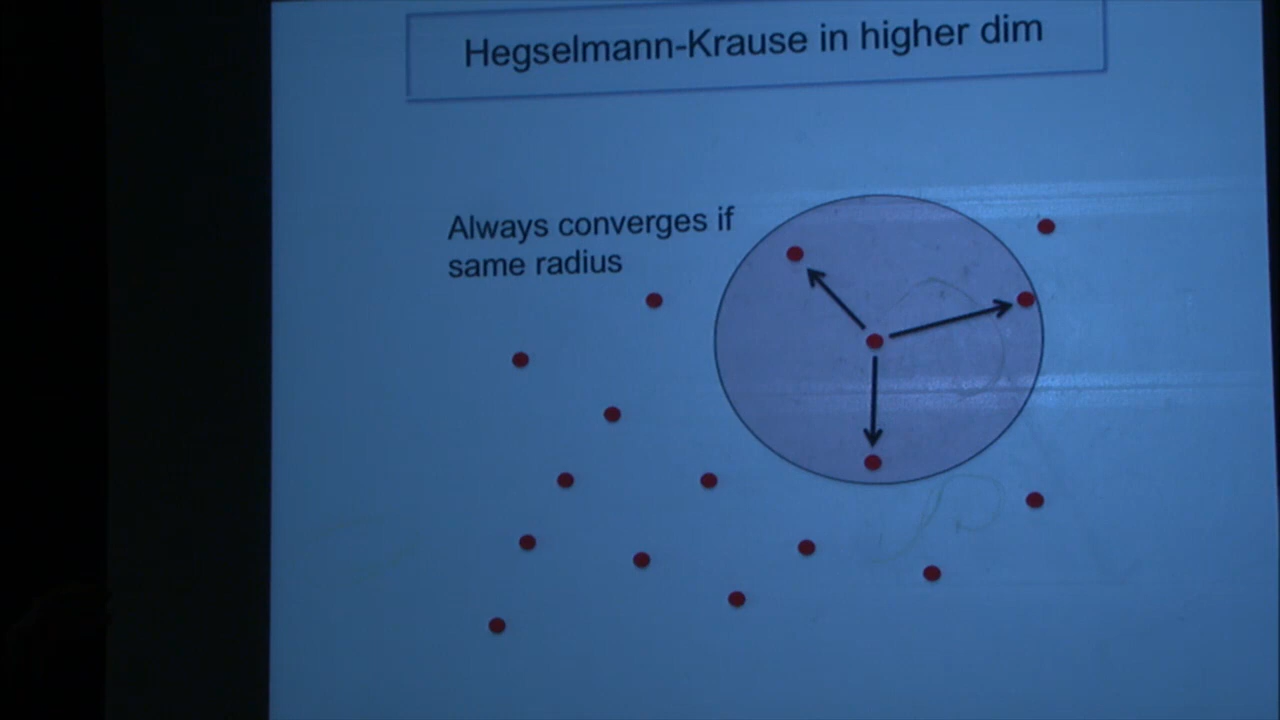 Hegselmann-Krause in higher dim
Always converges if
same radius